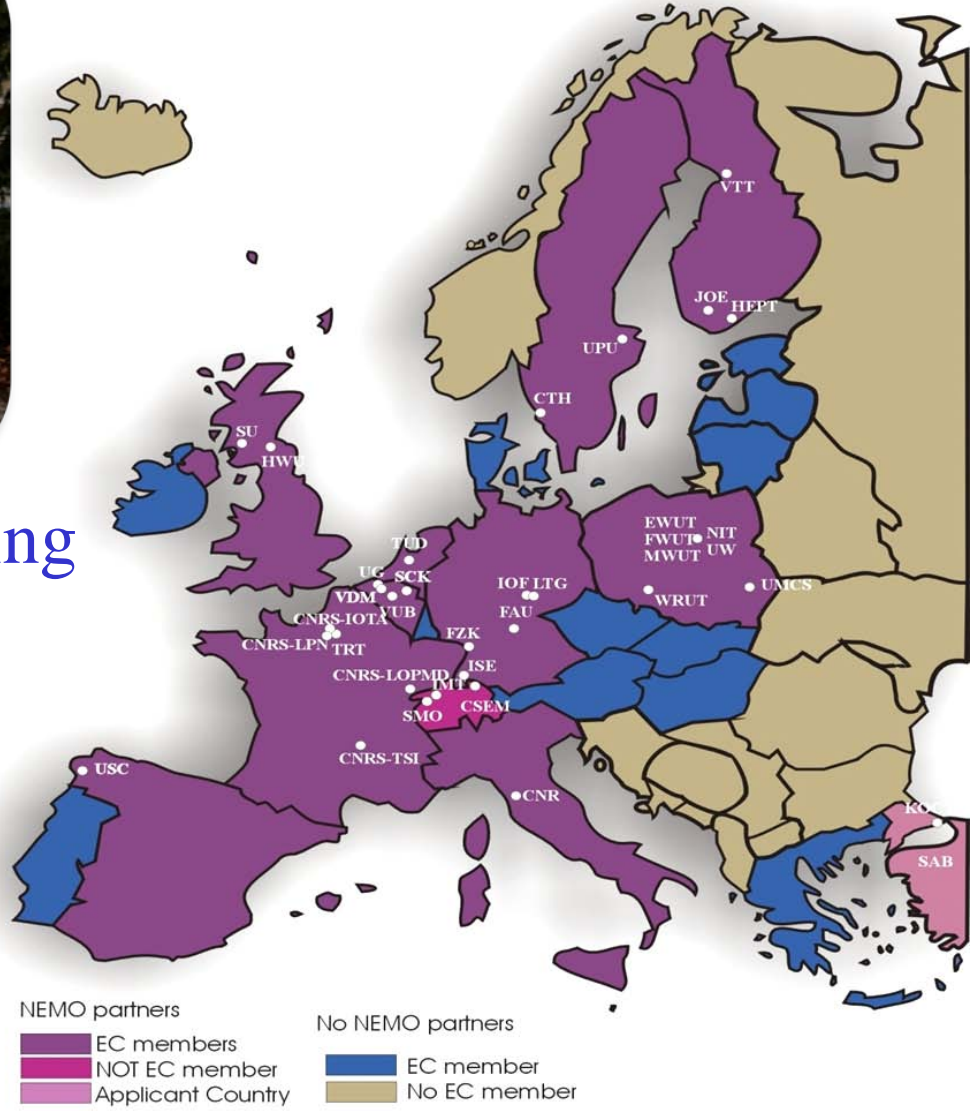 VTT
JOE
HEPT
UPU
CTH
SU
HWU
ng
TUD
UG
SCK
VDM
VUB
EWUT
FWUT
MWUT
NIT
UW
UMCS
WRUT
IOF LTG
FAU
CNRS-IOTA
CNRS-LPN
TRT
FZK
ISE
CNRS-LOPMD
IMT
CSEM
SMO
CNRS-TSI
USC
CNR
SAB
NEMO partners
EC members
NOT EC member
Applicant Country
No NEMO partners
EC member
No EC member